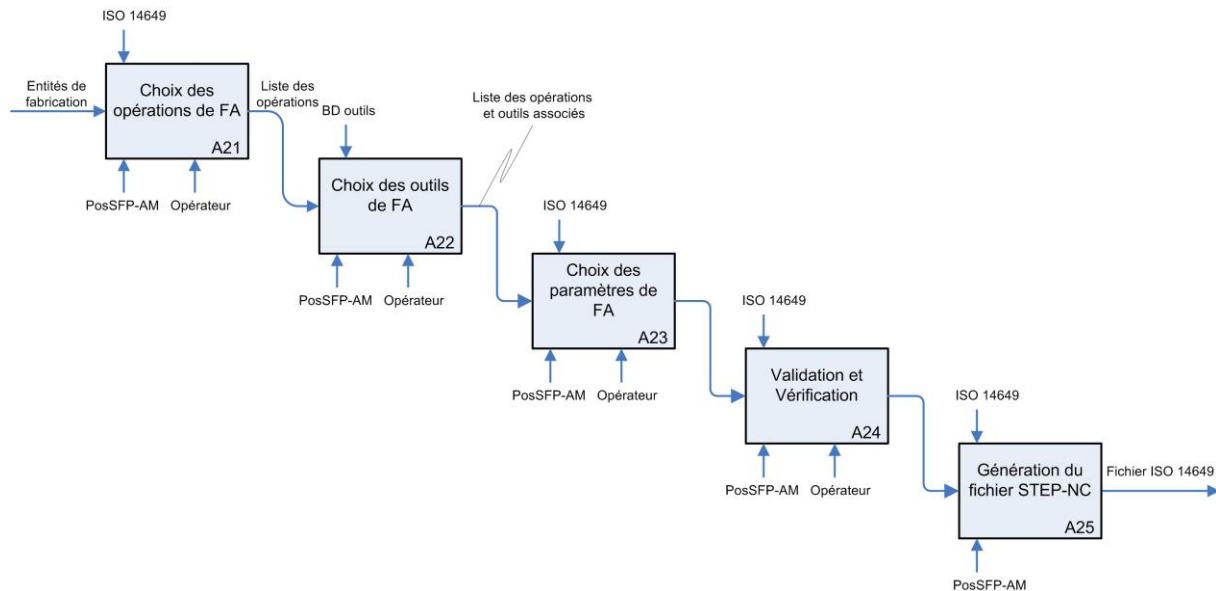 ISO 14649
Entités de
fabrication
Choix des
opérations de FA
A21
Liste des
opérations
PosSFP-AM
Opérateur
BD outils
Choix des outils
de FA
A22
Liste des opérations
et outils associés
PosSFP-AM
Opérateur
ISO 14649
Choix des
paramètres de
FA
A23
PosSFP-AM
Opérateur
ISO 14649
Validation et
Vérification
A24
PosSFP-AM
Opérateur
ISO 14649
Génération du
fichier STEP-NC
A25
Fichier ISO 14649
PosSFP-AM